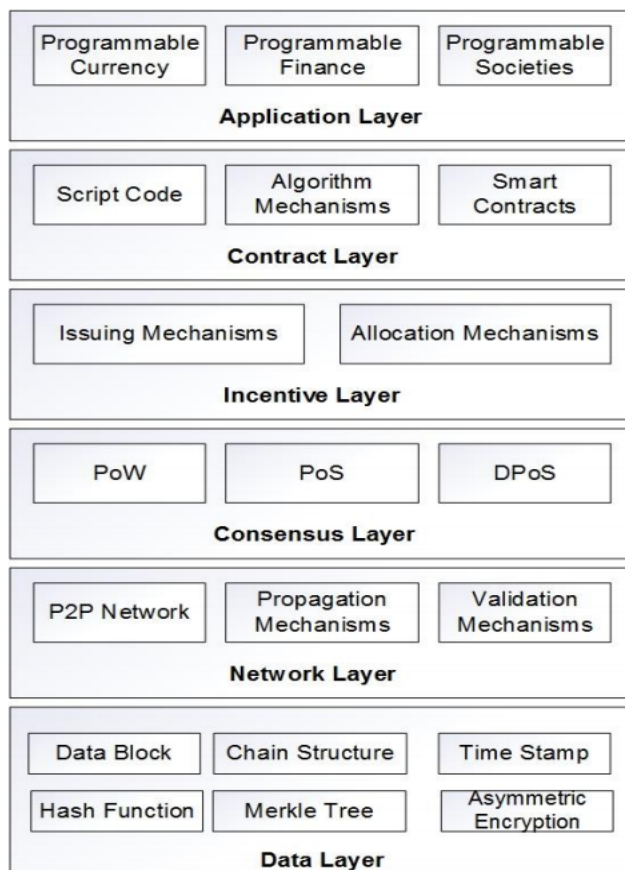 Programmable Currency
Programmable Finance
Programmable Societies
Application Layer
Script Code
Algorithm Mechanisms
Smart Contracts
Contract Layer
Issuing Mechanisms
Allocation Mechanisms
Incentive Layer
PoW
PoS
DPoS
Consensus Layer
P2P Network
Propagation Mechanisms
Validation Mechanisms
Network Layer
Data Block
Chain Structure
Time Stamp
Hash Function
Merkle Tree
Asymmetric Encryption
Data Layer